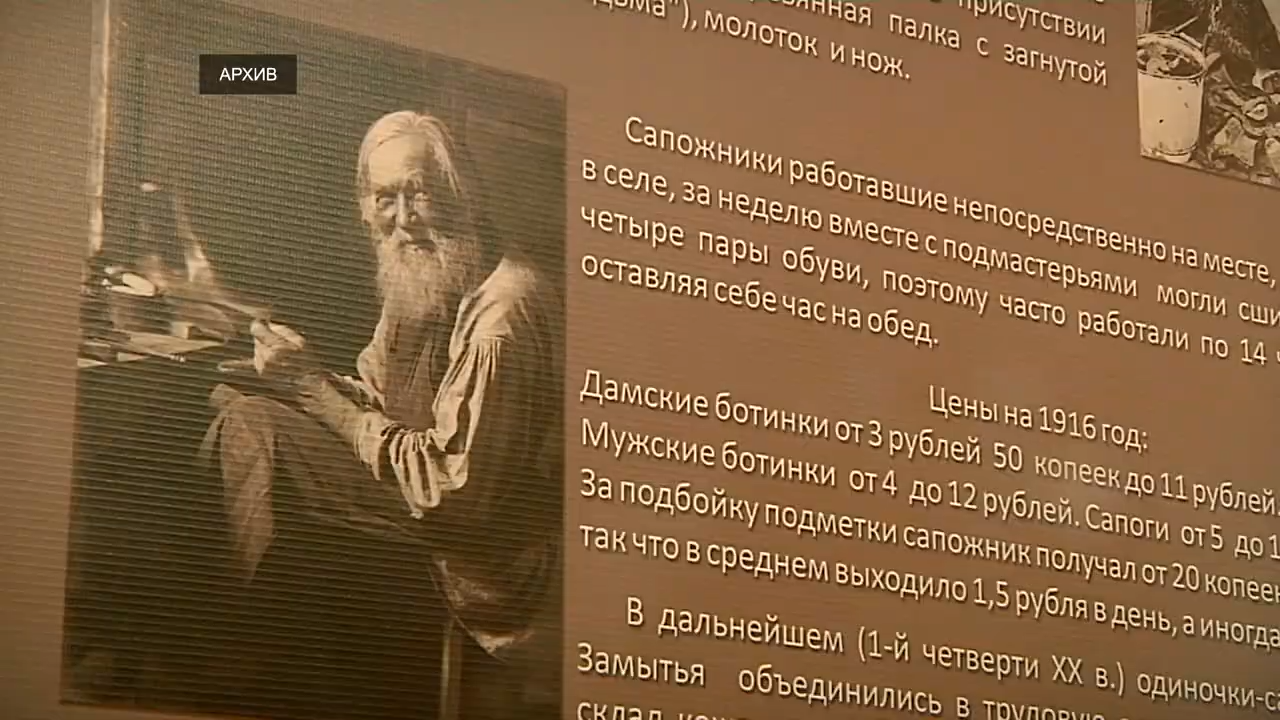 АРХИВ
присутствии
палка с загнутой
молоток и нож.
Сапожники работавшие непосредственно на месте,
в селе, за неделю вместе с подмастерьями могли
четыре пары обуви, поэтому часто работали по 14
оставляя себе час на обед.
Цены на 1916 год:
Дамские ботинки от 3 рублей 50 копеек до 11 рублей.
Мужские ботинки от 4 до 12 рублей. Сапоги от 5 до
За подбойку подметки сапожник получал от 20
так что в среднем выходило 1,5 рубля в день, а иногда
В дальнейшем (1-й четверти XX в.)
Замытья объединились в
склад